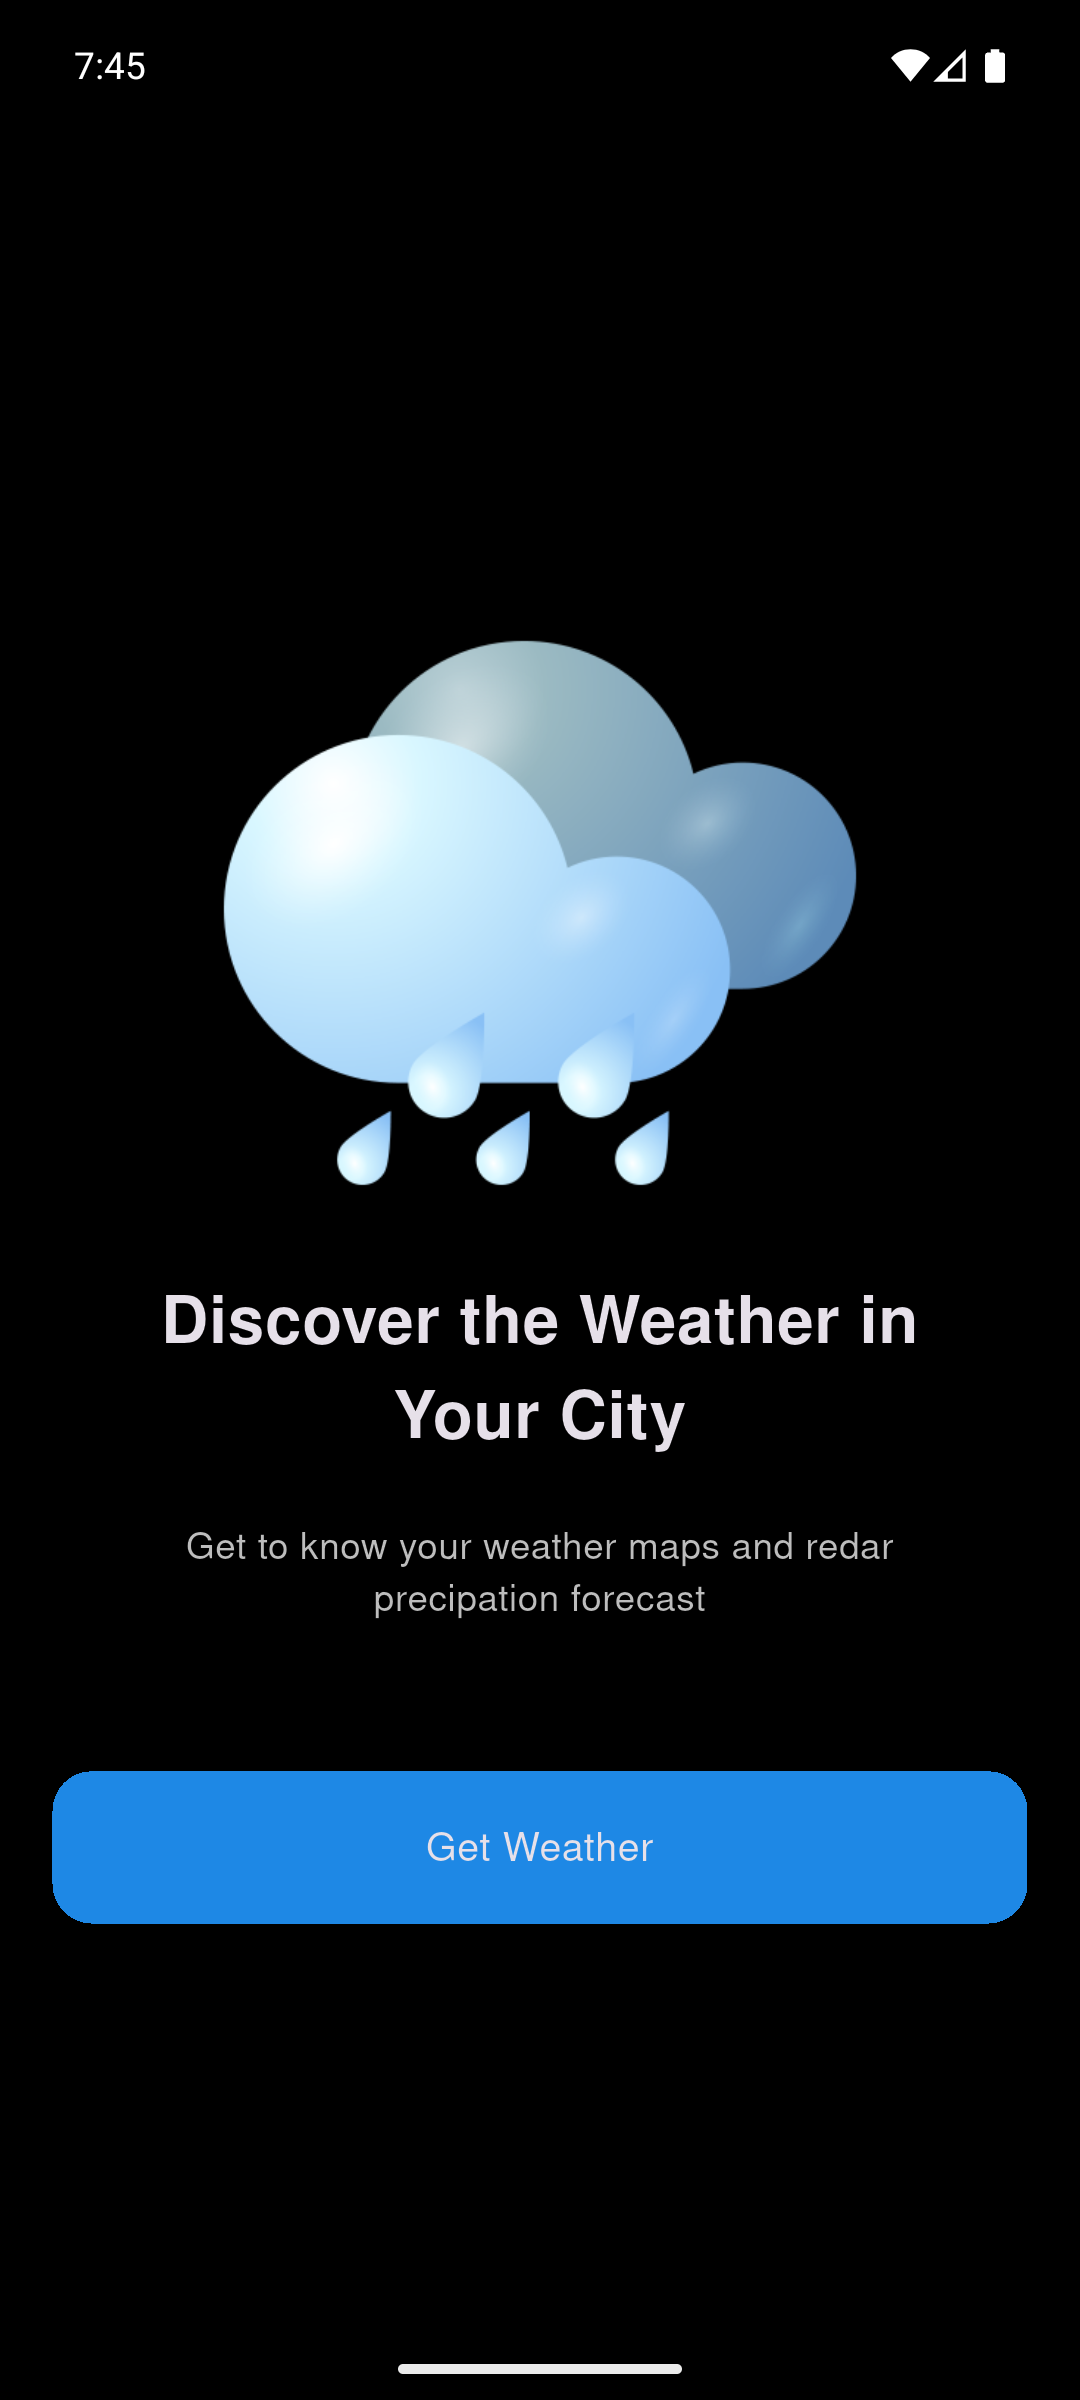 7:45
Discover the Weather in
Your City
Get to know your weather maps and redar
precipation forecast
Get Weather